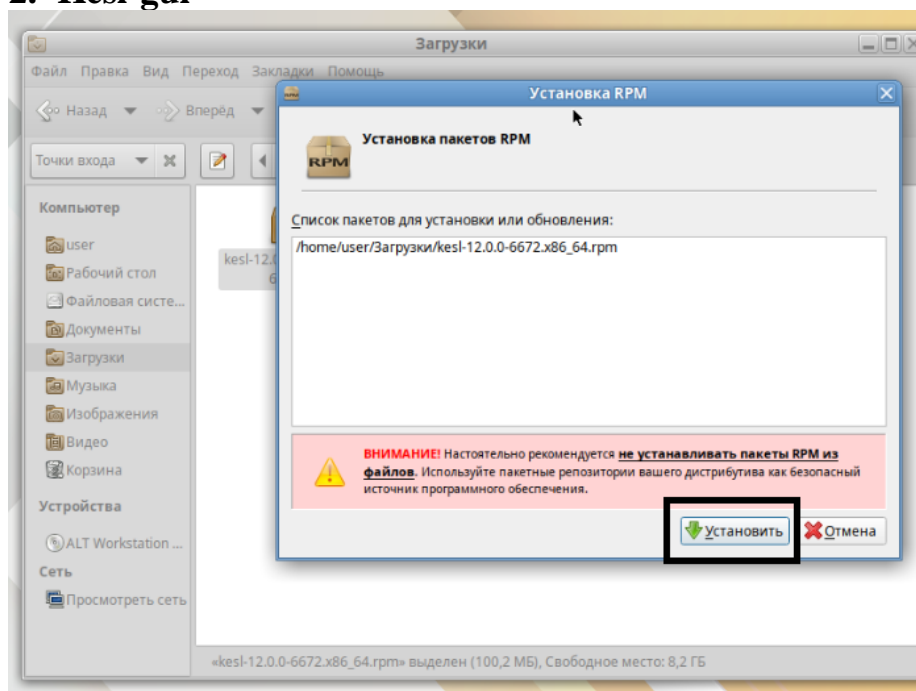 2. Kesl-gui
Загрузки
Файл Правка Вид Переход Закладки Помощь
Установка RPM
Назад Вперёд
Установка пакетов RPM
RPM
Точки входа
Список пакетов для установки или обновления:
/home/user/Загрузки/kesl-12.0.0-6672.x86_64.rpm
Компьютер
user
Рабочий стол
Файловая систе...
Документы
Загрузки
Музыка
Изображения
Видео
Корзина
Устройства
ALT Workstation ...
Сеть
Просмотреть сеть
kesl-12.0
6
ВНИМАНИЕ! Настоятельно рекомендуется не устанавливать пакеты RPM из
файлов. Используйте пакетные репозитории вашего дистрибутива как безопасный
источник программного обеспечения.
Установить Отмена
«kesl-12.0.0-6672.x86_64.rpm» выделен (100,2 МБ), Свободное место: 8,2 ГБ